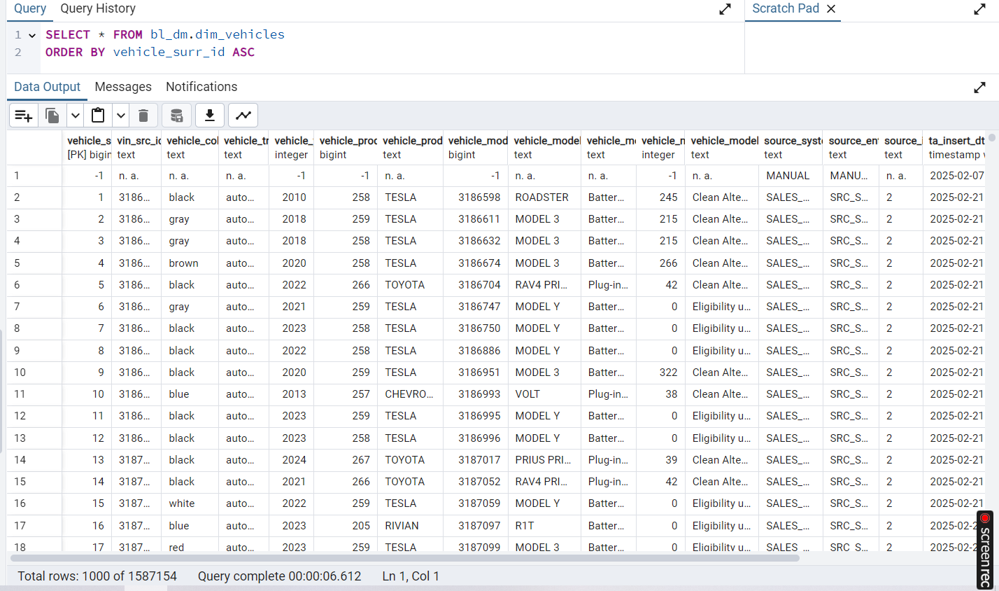 Query Query History Scratch Pad
1 SELECT * FROM bl_dm.dim_vehicles
2 ORDER BY vehicle_surr_id ASC
Data Output Messages Notifications
vehicle_s vin_src_id vehicle_col vehicle_tr vehicle_ vehicle_proc vehicle_prod vehicle_mod vehicle_model vehicle_mo vehicle_n vehicle_model source_syste source_ent source_i ta_insert_dt
[PK] bigin text text text integer bigint text bigint text text integer text text text text timestamp w
1 -1 n. a. n. a. n. a. -1 -1 n. a. -1 n. a. n. a. -1 n. a. MANUAL MANU… n. a. 2025-02-07
2 1 3186… black auto… 2010 258 TESLA 3186598 ROADSTER Batter… 245 Clean Alte… SALES_… SRC_S… 2 2025-02-21
3 2 3186… gray auto… 2018 259 TESLA 3186611 MODEL 3 Batter… 215 Clean Alte… SALES_… SRC_S… 2 2025-02-21
4 3 3186… gray auto… 2018 258 TESLA 3186632 MODEL 3 Batter… 215 Clean Alte… SALES_… SRC_S… 2 2025-02-21
5 4 3186… brown auto… 2020 258 TESLA 3186674 MODEL 3 Batter… 266 Clean Alte… SALES_… SRC_S… 2 2025-02-21
6 5 3186… black auto… 2022 266 TOYOTA 3186704 RAV4 PRI… Plug-in… 42 Clean Alte… SALES_… SRC_S… 2 2025-02-21
7 6 3186… gray auto… 2021 259 TESLA 3186747 MODEL Y Batter… 0 Eligibility u… SALES_… SRC_S… 2 2025-02-21
8 7 3186… black auto… 2023 258 TESLA 3186750 MODEL Y Batter… 0 Eligibility u… SALES_… SRC_S… 2 2025-02-21
9 8 3186… black auto… 2022 258 TESLA 3186886 MODEL Y Batter… 0 Eligibility u… SALES_… SRC_S… 2 2025-02-21
10 9 3186… black auto… 2020 259 TESLA 3186951 MODEL 3 Batter… 322 Clean Alte… SALES_… SRC_S… 2 2025-02-21
11 10 3186… blue auto… 2013 257 CHEVRO… 3186993 VOLT Plug-in… 38 Clean Alte… SALES_… SRC_S… 2 2025-02-21
12 11 3186… black auto… 2023 259 TESLA 3186995 MODEL Y Batter… 0 Eligibility u… SALES_… SRC_S… 2 2025-02-21
13 12 3186… black auto… 2023 258 TESLA 3186996 MODEL Y Batter… 0 Eligibility u… SALES_… SRC_S… 2 2025-02-21
14 13 3187… black auto… 2024 267 TOYOTA 3187017 PRIUS PRI… Plug-in… 39 Clean Alte… SALES_… SRC_S… 2 2025-02-21
15 14 3187… black auto… 2021 266 TOYOTA 3187052 RAV4 PRI… Plug-in… 42 Clean Alte… SALES_… SRC_S… 2 2025-02-21
16 15 3187… white auto… 2022 259 TESLA 3187059 MODEL Y Batter… 0 Eligibility u… SALES_… SRC_S… 2 2025-02-21
17 16 3187… blue auto… 2023 205 RIVIAN 3187097 R1T Batter… 0 Eligibility u… SALES_… SRC_S… 2 2025-02-2
18 17 3187… red auto… 2023 259 TESLA 3187099 MODEL 3 Batter… 0 Eligibility u… SALES_… SRC_S… 2 2025-02-2
screenrec
Total rows: 1000 of 1587154 Query complete 00:00:06.612 Ln 1, Col 1